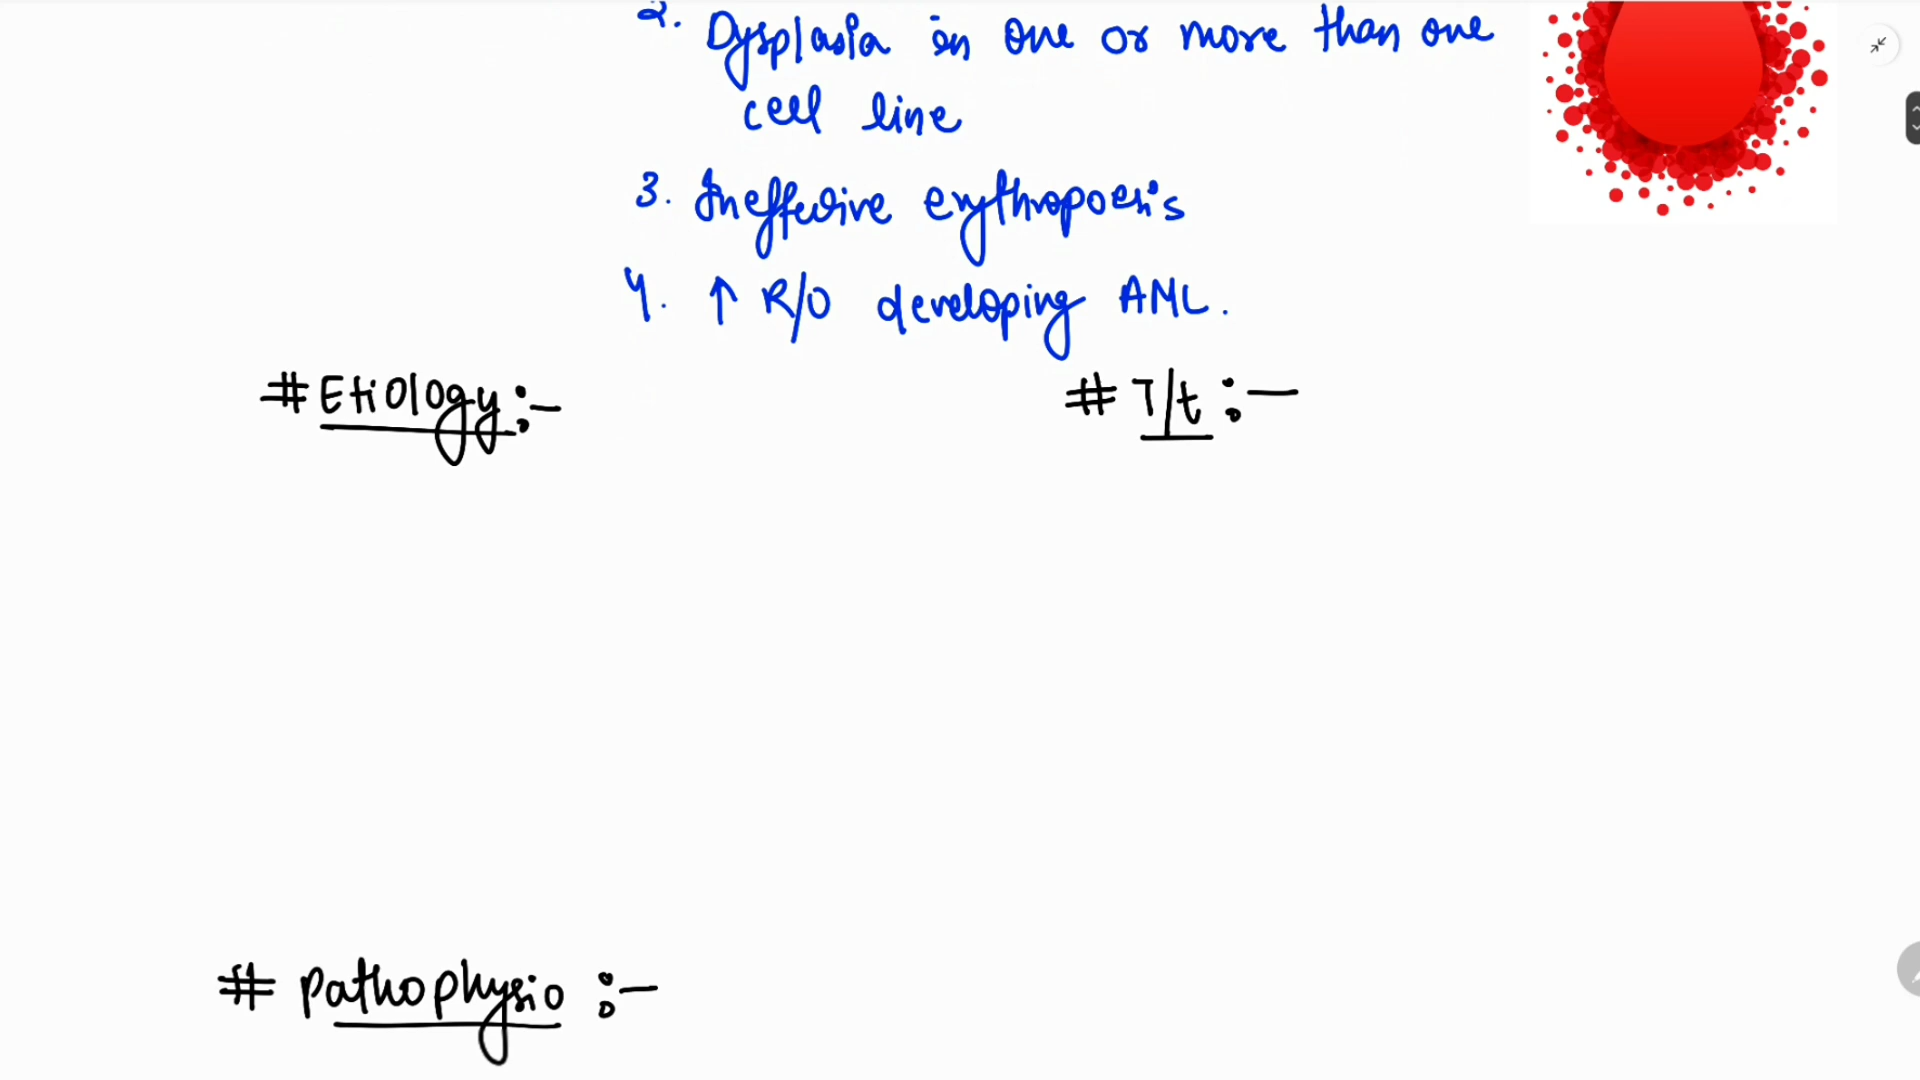 2. Dysplasia in one or more than one
cell line
3. Ineffective erythropoesis
4. ↑ R/O developing AML.
# Etiology :-
# T/t :-
# Pathophysio :-